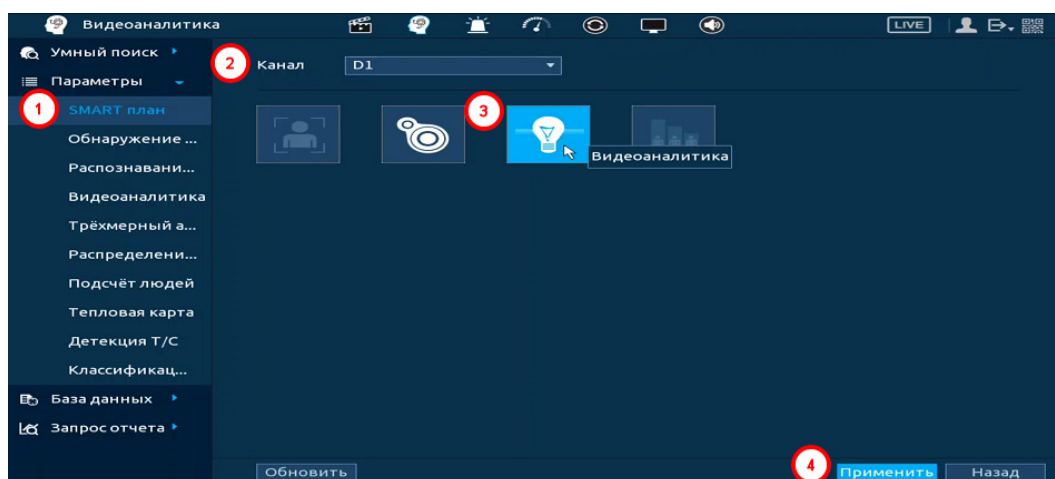 Видеоаналитика
LIVE
Умный поиск
Параметры
1
SMART план
Обнаружение ...
Распознавани...
Видеоаналитика
Трёхмерный а...
Распределени...
Подсчёт людей
Тепловая карта
Детекция Т/С
Классификац...
База данных
Запрос отчета
2 Канал D1
3
Видеоаналитика
Обновить
4 Применить Назад